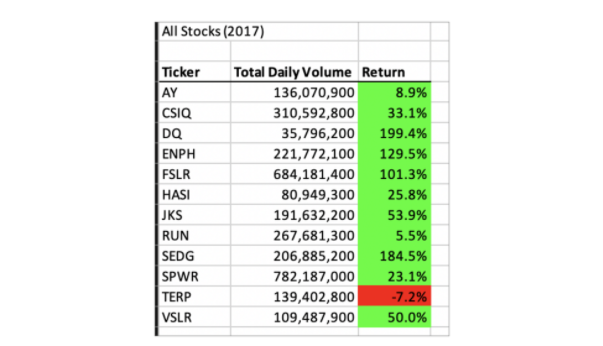 All Stocks (2017)
Ticker Total Daily Volume Return
AY 136,070,900 8.9%
CSIQ 310,592,800 33.1%
DQ 35,796,200 199.4%
ENPH 221,772,100 129.5%
FSLR 684,181,400 101.3%
HASI 80,949,300 25.8%
JKS 191,632,200 53.9%
RUN 267,681,300 5.5%
SEDG 206,885,200 184.5%
SPWR 782,187,000 23.1%
TERP 139,402,800 -7.2%
VSLR 109,487,900 50.0%